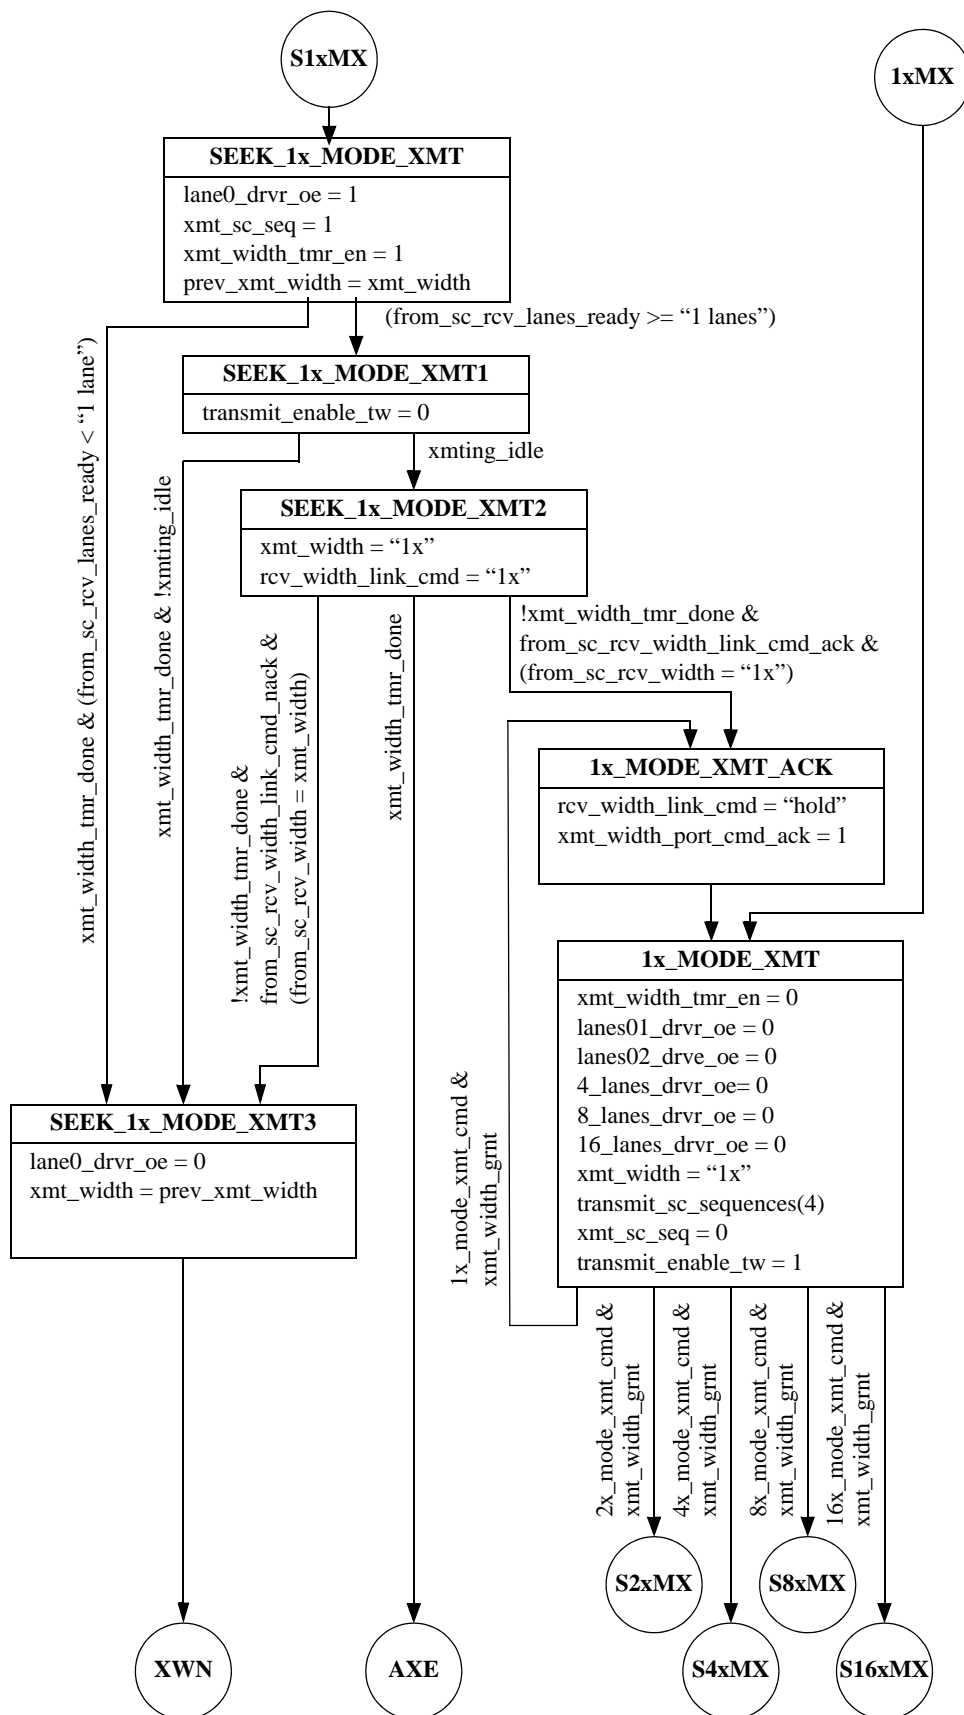 S1xMX
1xMX
SEEK_1x_MODE_XMT
lane0_drvr_oe = 1
xmt_sc_seq = 1
xmt_width_tmr_en = 1
prev_xmt_width = xmt_width
(from_sc_rcv_lanes_ready >= “1 lanes”)
xmt_width_tmr_done & (from_sc_rcv_lanes_ready < “1 lane”)
SEEK_1x_MODE_XMT1
transmit_enable_tw = 0
xmting_idle
xmt_width_tmr_done & !xmting_idle
SEEK_1x_MODE_XMT2
xmt_width = “1x”
rcv_width_link_cmd = “1x”
!xmt_width_tmr_done &
from_sc_rcv_width_link_cmd_nack &
(from_sc_rcv_width = xmt_width)
xmt_width_tmr_done
!xmt_width_tmr_done &
from_sc_rcv_width_link_cmd_ack &
(from_sc_rcv_width = “1x”)
1x_MODE_XMT_ACK
rcv_width_link_cmd = “hold”
xmt_width_port_cmd_ack = 1
1x_MODE_XMT
xmt_width_tmr_en = 0
lanes01_drvr_oe = 0
lanes02_drve_oe = 0
4_lanes_drvr_oe= 0
8_lanes_drvr_oe = 0
16_lanes_drvr_oe = 0
xmt_width = “1x”
transmit_sc_sequences(4)
xmt_sc_seq = 0
transmit_enable_tw = 1
1x_mode_xmt_cmd &
xmt_width_grnt
SEEK_1x_MODE_XMT3
lane0_drvr_oe = 0
xmt_width = prev_xmt_width
2x_mode_xmt_cmd &
xmt_width_grnt
4x_mode_xmt_cmd &
xmt_width_grnt
8x_mode_xmt_cmd &
xmt_width_grnt
16x_mode_xmt_cmd &
xmt_width_grnt
S2xMX
S8xMX
XWN
AXE
S4xMX
S16xMX